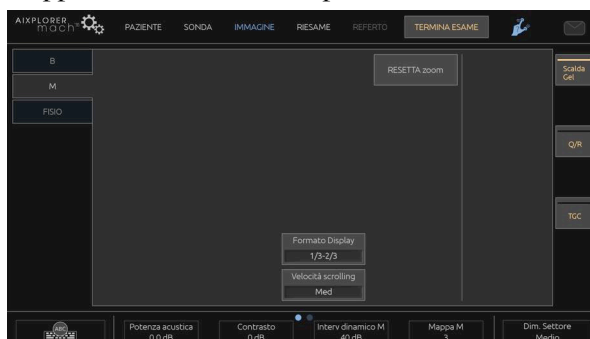 AIXPLORER
mach
PAZIENTE SONDA IMMAGINE RIESAME REFERTO TERMINA ESAME
B
M
FISIO
RESETTA zoom
Scalda
Gel
Q/R
TGC
Formato Display
1/3-2/3
Velocità scrolling
Med
ABC
Potenza acustica Contrasto Interv dinamico M Mappa M Dim. Settore
0.0 dB 0 dB 40 dB 3 Medio